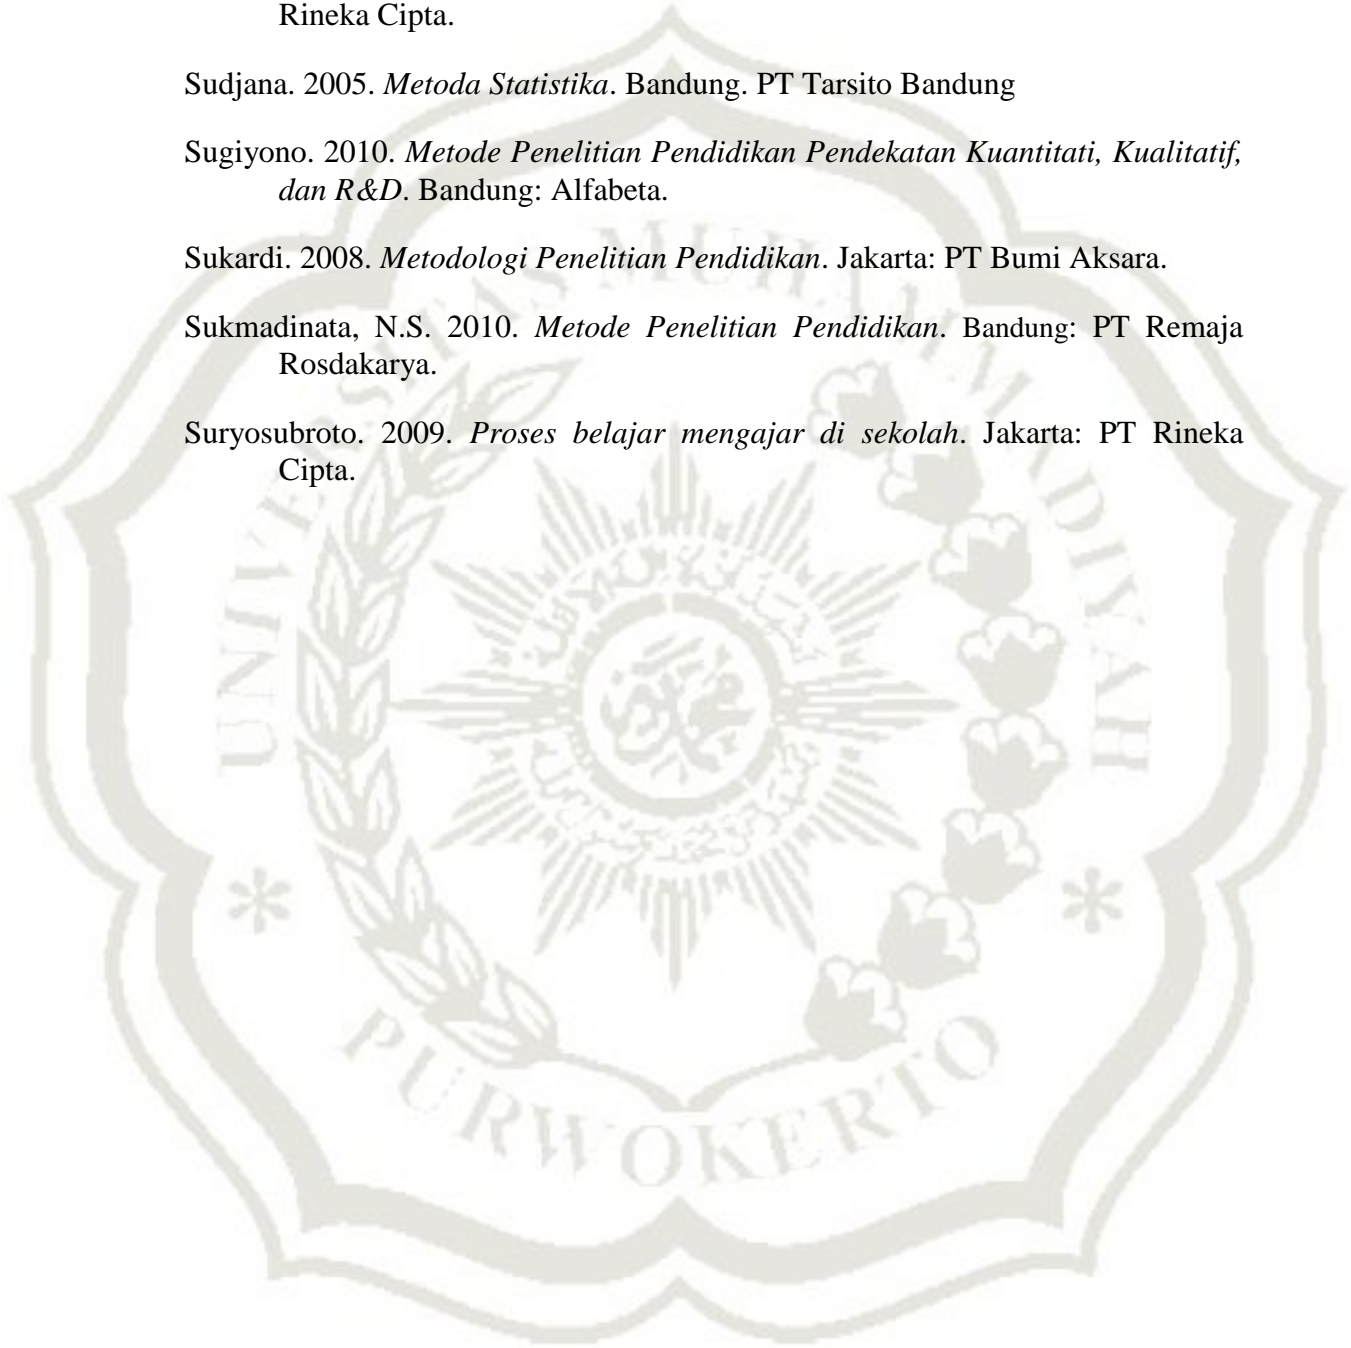 Rineka Cipta.
Sudjana. 2005. Metoda Statistika. Bandung. PT Tarsito Bandung
Sugiyono. 2010. Metode Penelitian Pendidikan Pendekatan Kuantitati, Kualitatif,
dan R&D. Bandung: Alfabeta.
Sukardi. 2008. Metodologi Penelitian Pendidikan. Jakarta: PT Bumi Aksara.
Sukmadinata, N.S. 2010. Metode Penelitian Pendidikan. Bandung: PT Remaja
Rosdakarya.
Suryosubroto. 2009. Proses belajar mengajar di sekolah. Jakarta: PT Rineka
Cipta.
UNIVERSITAS MUHAMMADIYAH
* PURWOKERTO *